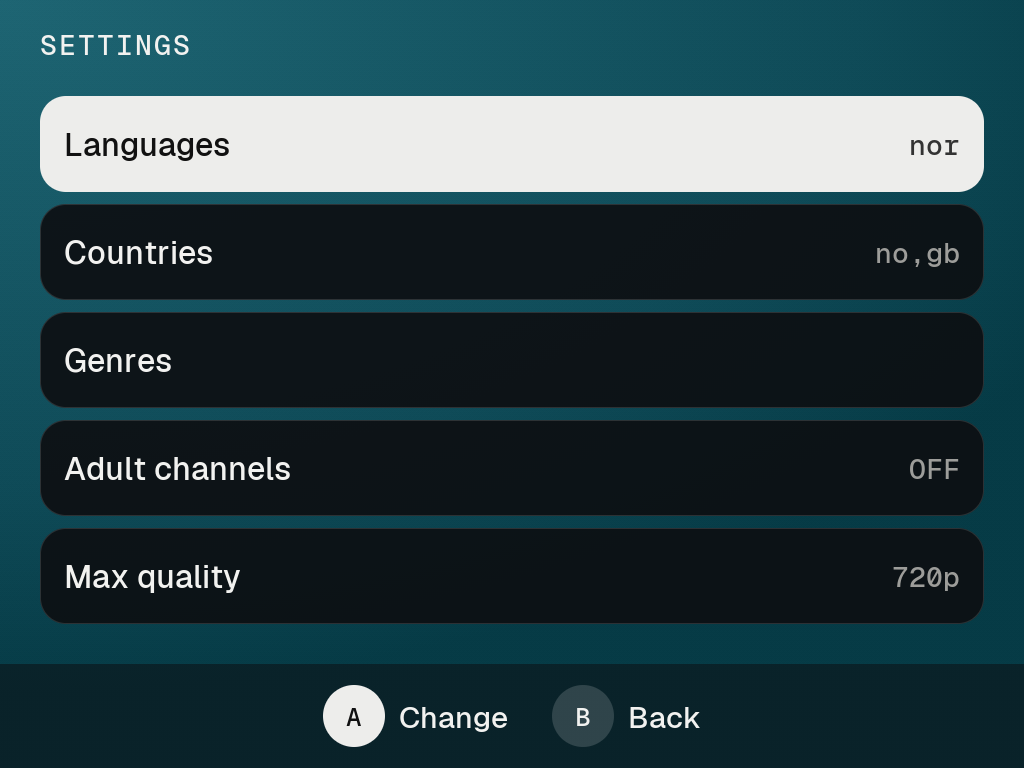 SETTINGS
Languages nor
Countries no,gb
Genres
Adult channels OFF
Max quality 720p
A Change B Back